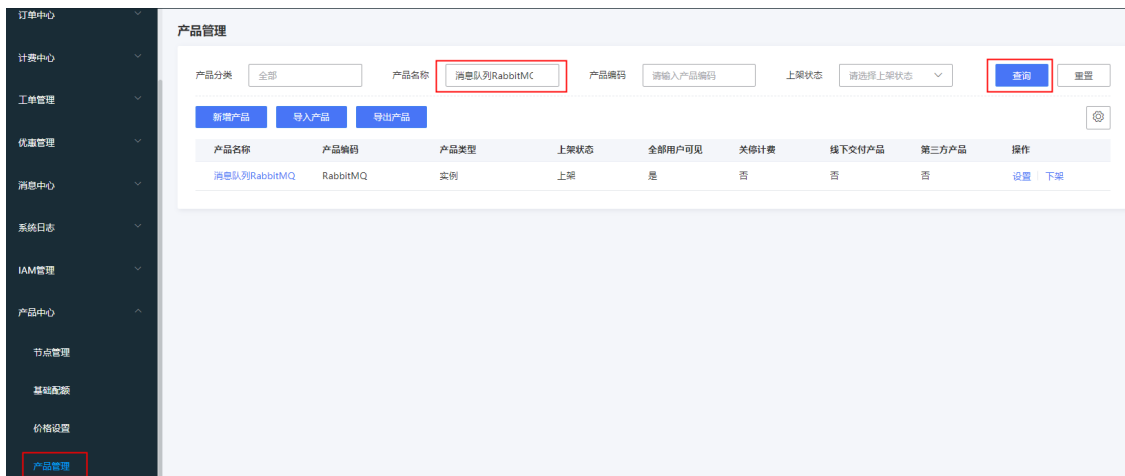 订单中心
计费中心
工单管理
优惠管理
消息中心
系统日志
IAM管理
产品中心
节点管理
基础配额
价格设置
产品管理
产品管理
产品分类 全部 产品名称 消息队列RabbitMC 产品编码 请输入产品编码 上架状态 请选择上架状态 查询 重置
新增产品 导入产品 导出产品
产品名称 产品编码 产品类型 上架状态 全部用户可见 关停计费 线下交付产品 第三方产品 操作
消息队列RabbitMQ RabbitMQ 实例 上架 是 否 否 否 设置 下架